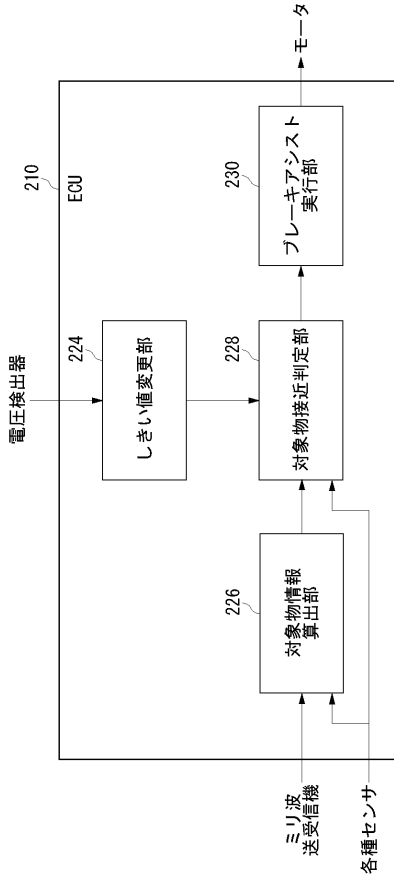 電圧検出器
210
ECU
224
しきい値変更部
226
対象物情報
算出部
228
対象物接近判定部
230
ブレーキアシスト
実行部
モータ
ミリ波
送受信機
各種センサ